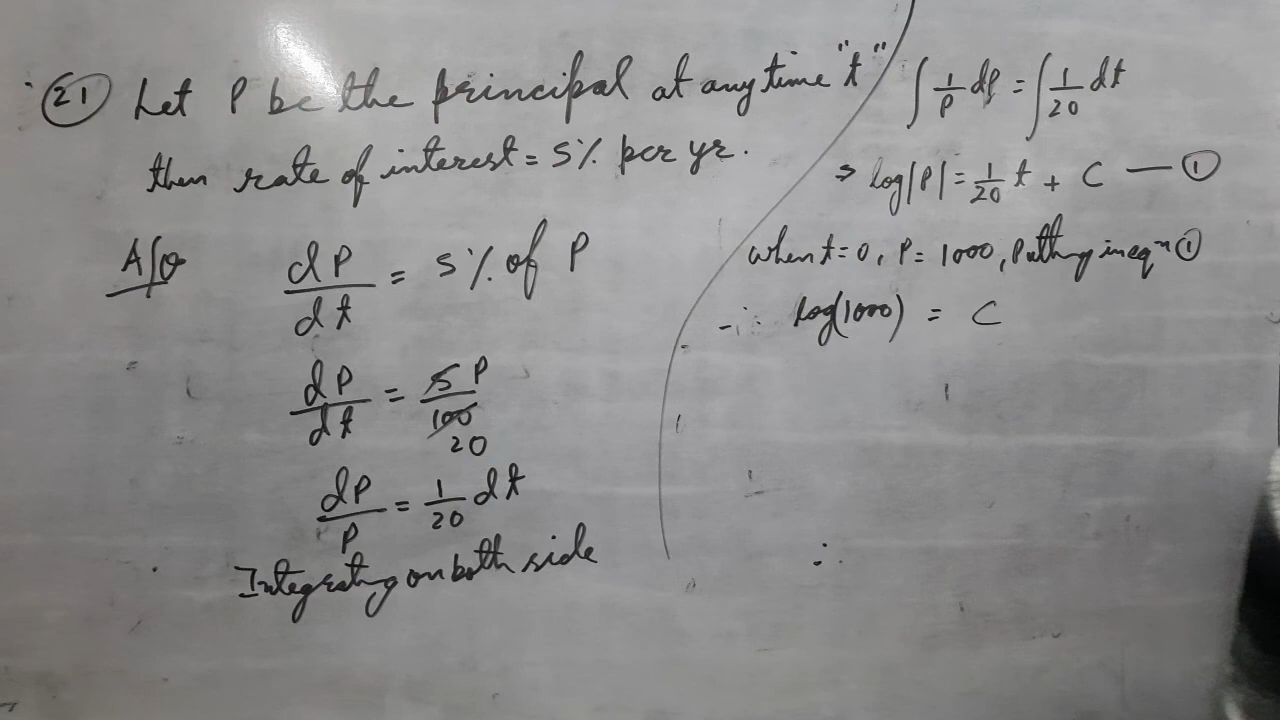 (21) Let P be the principal at any time "t"
then rate of interest = 5% per yr.
A/Q dP/dt = 5% of P
dP/dt = 5P/100 20
dP/P = 1/20 dt
Integrating on both side
∫ 1/P dP = ∫ 1/20 dt
⇒ log|P| = 1/20 t + C — ①
when t = 0, P = 1000, Putting in eqⁿ ①
∴ log(1000) = C
∴